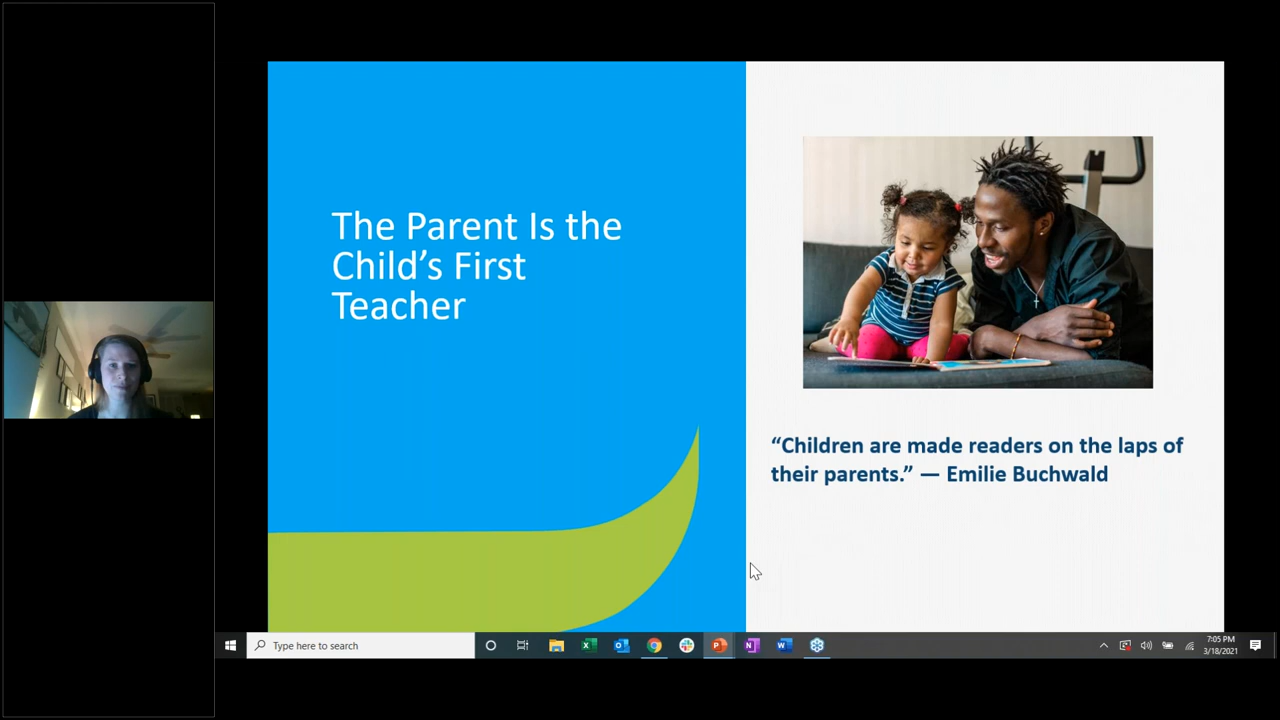 The Parent Is the
Child’s First
Teacher
“Children are made readers on the laps of
their parents.” — Emilie Buchwald
Type here to search
7:05 PM
3/18/2021